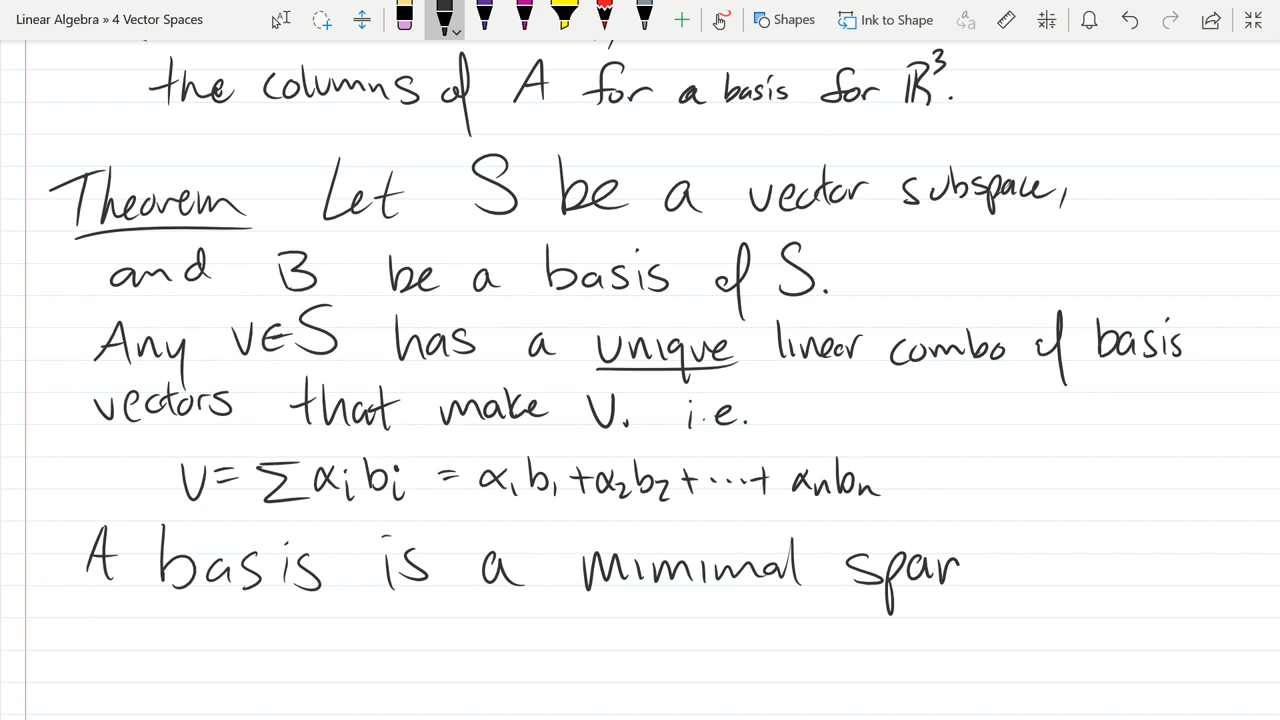 Linear Algebra » 4 Vector Spaces
Shapes
Ink to Shape
the columns of A for a basis for ℝ³.
Theorem Let S be a vector subspace,
and B be a basis of S.
Any v∈S has a unique linear combo of basis
vectors that make v. i.e.
v = ∑ αᵢbᵢ = α₁b₁ + α₂b₂ + ⋯ + αₙbₙ
A basis is a mimimal spar